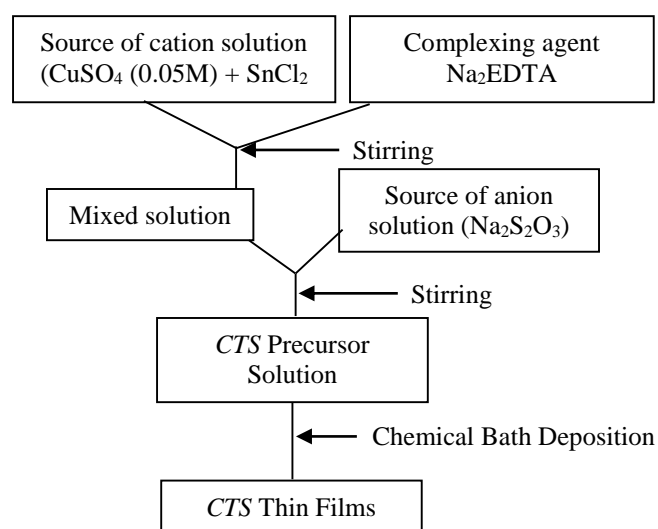 Source of cation solution
(CuSO₄ (0.05M) + SnCl₂
Complexing agent
Na₂EDTA
Stirring
Mixed solution
Source of anion
solution (Na₂S₂O₃)
Stirring
CTS Precursor
Solution
Chemical Bath Deposition
CTS Thin Films